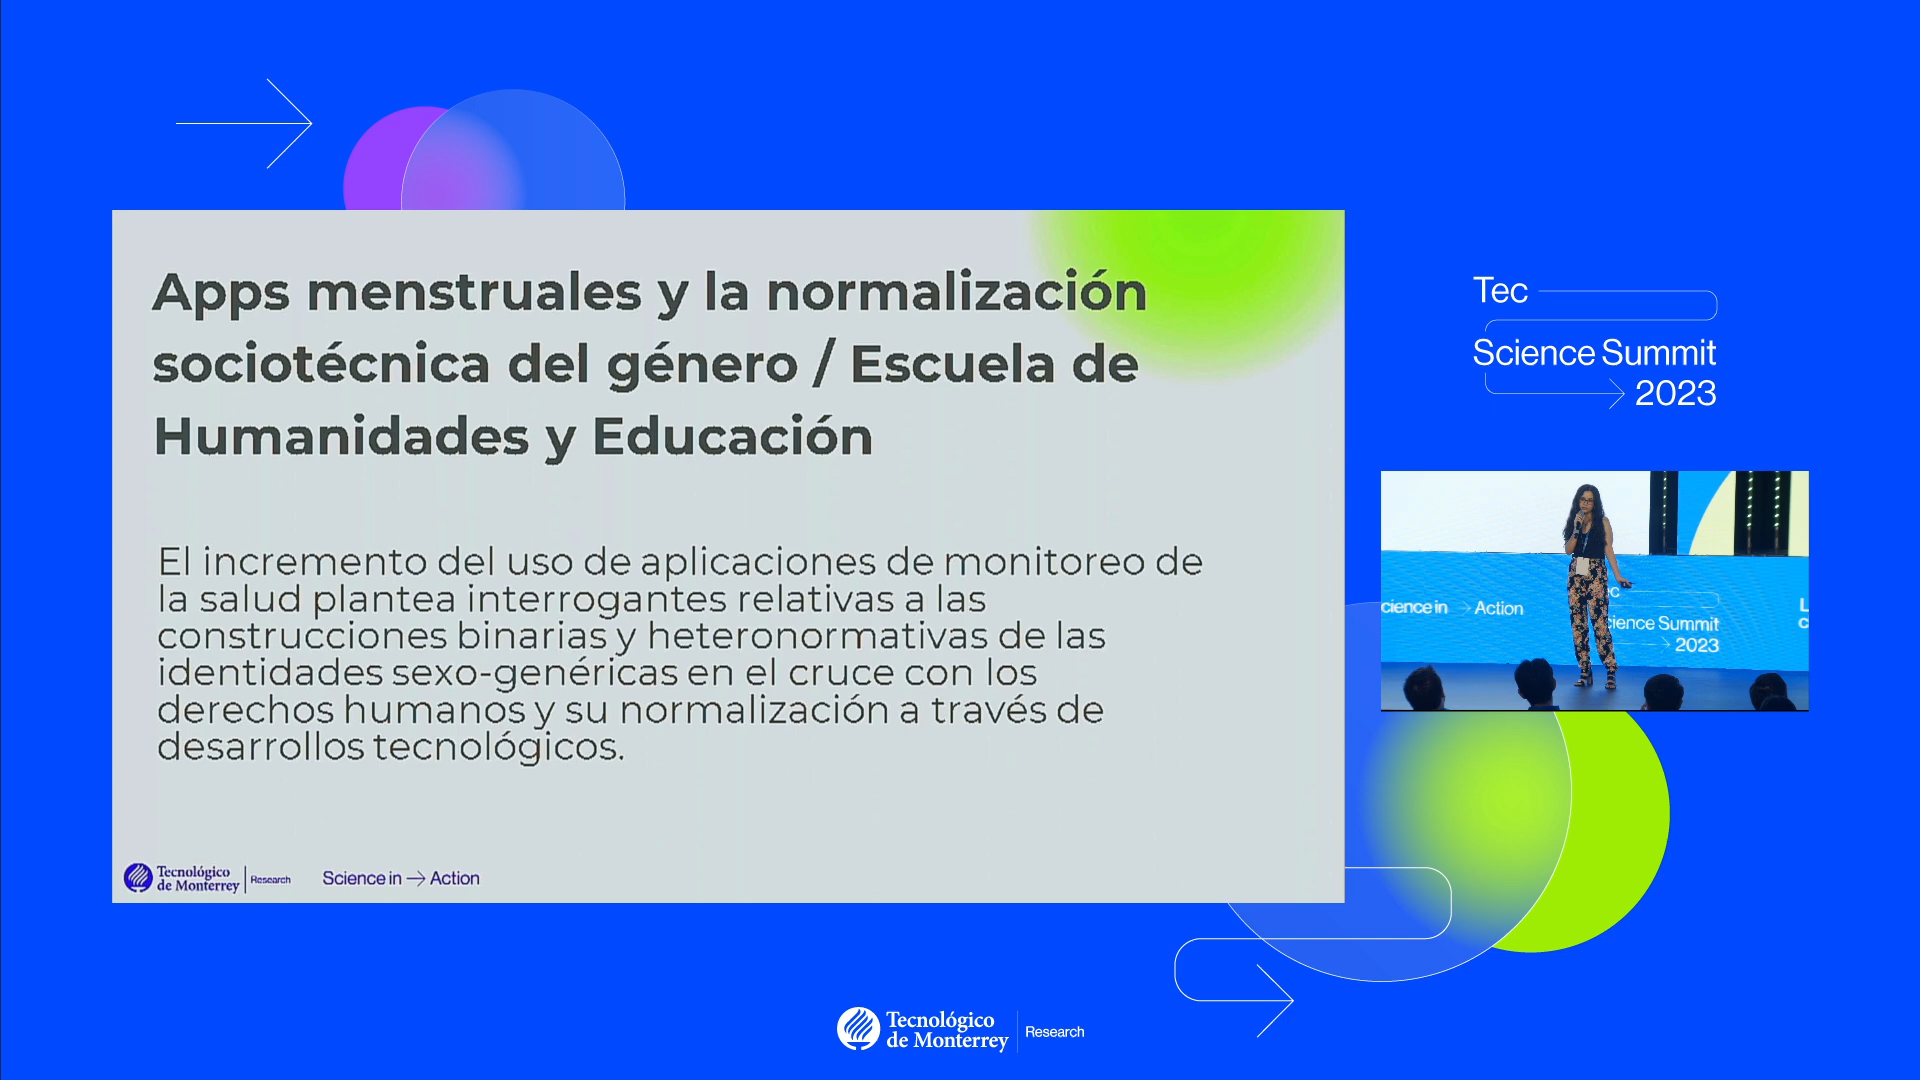 Apps menstruales y la normalización
sociotécnica del género / Escuela de
Humanidades y Educación
El incremento del uso de aplicaciones de monitoreo de
la salud plantea interrogantes relativas a las
construcciones binarias y heteronormativas de las
identidades sexo-genéricas en el cruce con los
derechos humanos y su normalización a través de
desarrollos tecnológicos.
Tecnológico
de Monterrey
Research
Science in → Action
Tec
Science Summit
2023
Science in → Action
Science Summit
→ 2023
Tecnológico
de Monterrey
Research